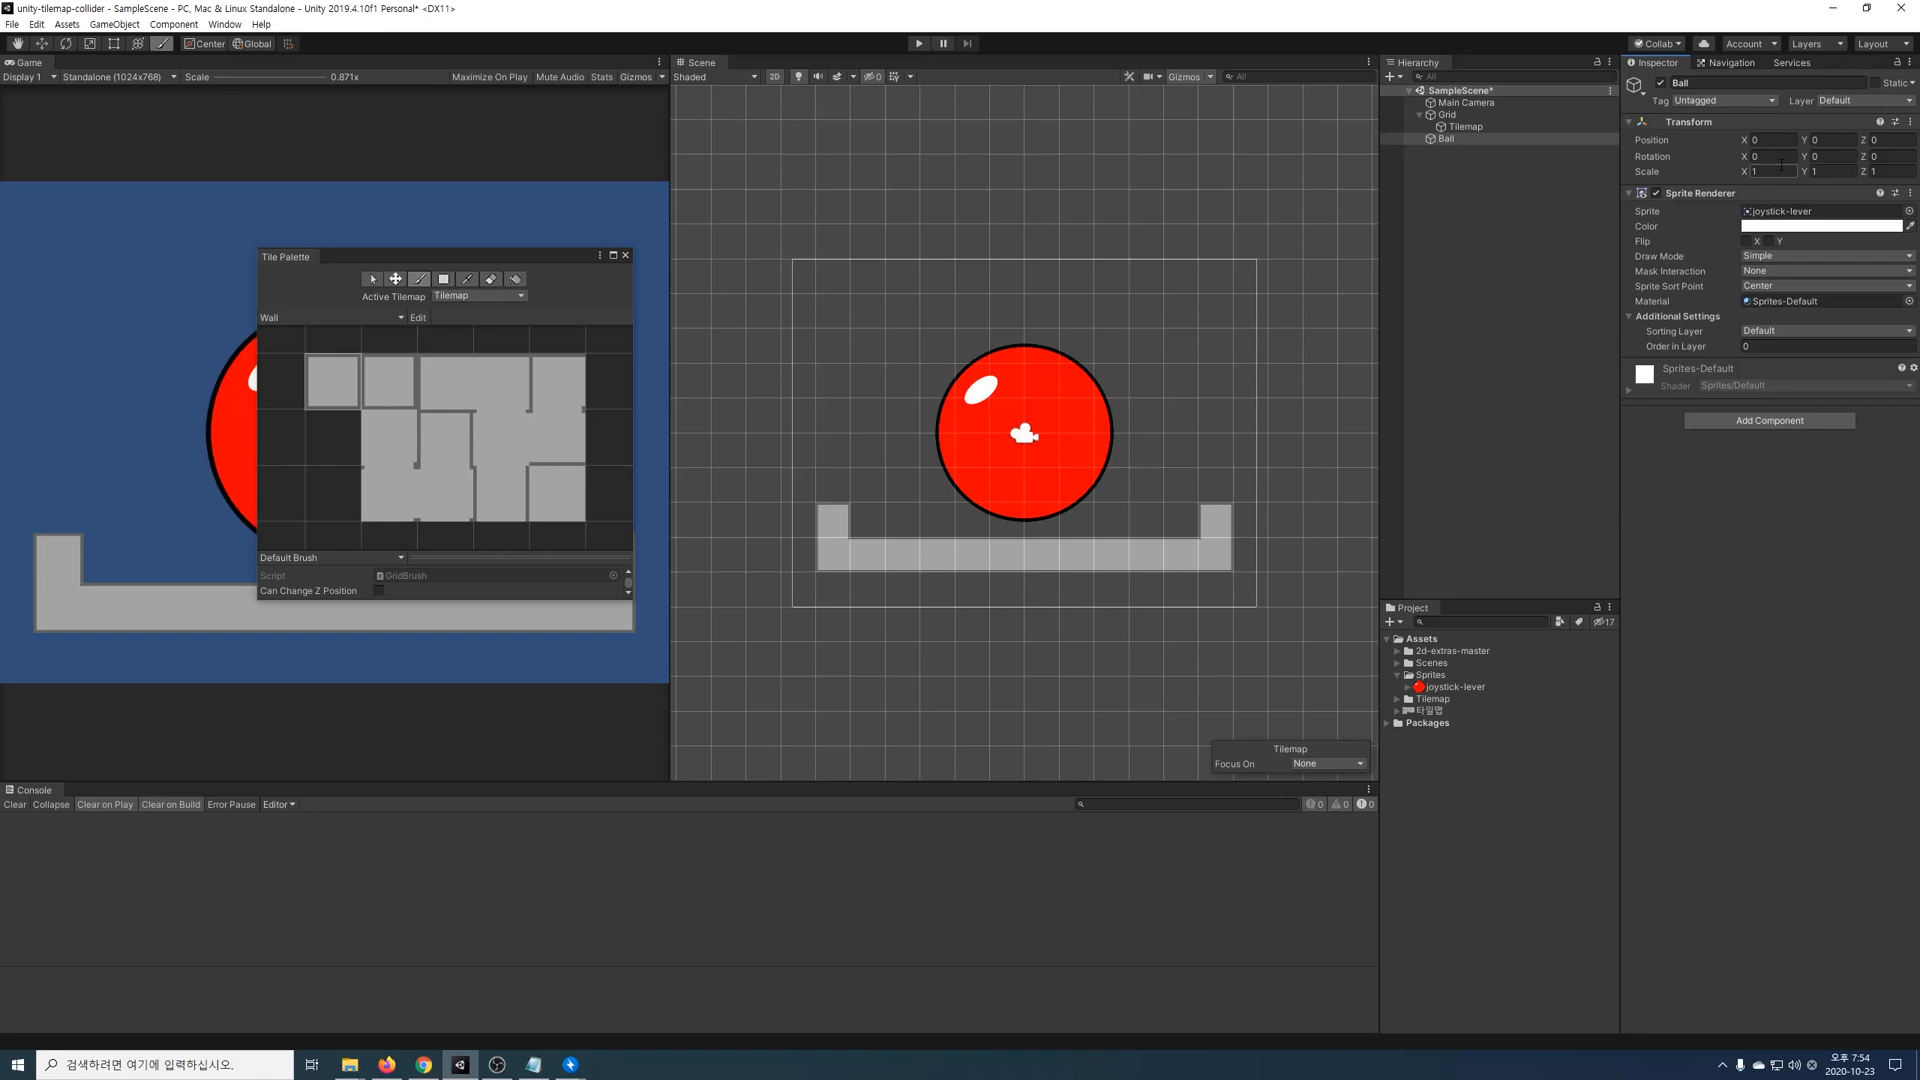 unity-tilemap-collider - SampleScene - PC, Mac & Linux Standalone - Unity 2019.4.10f1 Personal* <DX11>
File Edit Assets GameObject Component Window Help
Center Global
Collab Account Layers Layout
Game
Display 1 Standalone (1024x768) Scale 0.871x Maximize On Play Mute Audio Stats Gizmos
Tile Palette
Active Tilemap Tilemap
Wall Edit
Default Brush
Script GridBrush
Can Change Z Position
Scene
Shaded 2D 0 Gizmos All
Tilemap
Focus On None
Hierarchy
All
SampleScene*
Main Camera
Grid
Tilemap
Ball
Project
17
Assets
2d-extras-master
Scenes
Sprites
joystick-lever
Tilemap
타일맵
Packages
Inspector Navigation Services
Ball Static
Tag Untagged Layer Default
Transform
Position X 0 Y 0 Z 0
Rotation X 0 Y 0 Z 0
Scale X 1 Y 1 Z 1
Sprite Renderer
Sprite joystick-lever
Color
Flip X Y
Draw Mode Simple
Mask Interaction None
Sprite Sort Point Center
Material Sprites-Default
Additional Settings
Sorting Layer Default
Order in Layer 0
Sprites-Default
Shader Sprites/Default
Add Component
Console
Clear Collapse Clear on Play Clear on Build Error Pause Editor 0 0 0
검색하려면 여기에 입력하십시오.
오후 7:54
2020-10-23